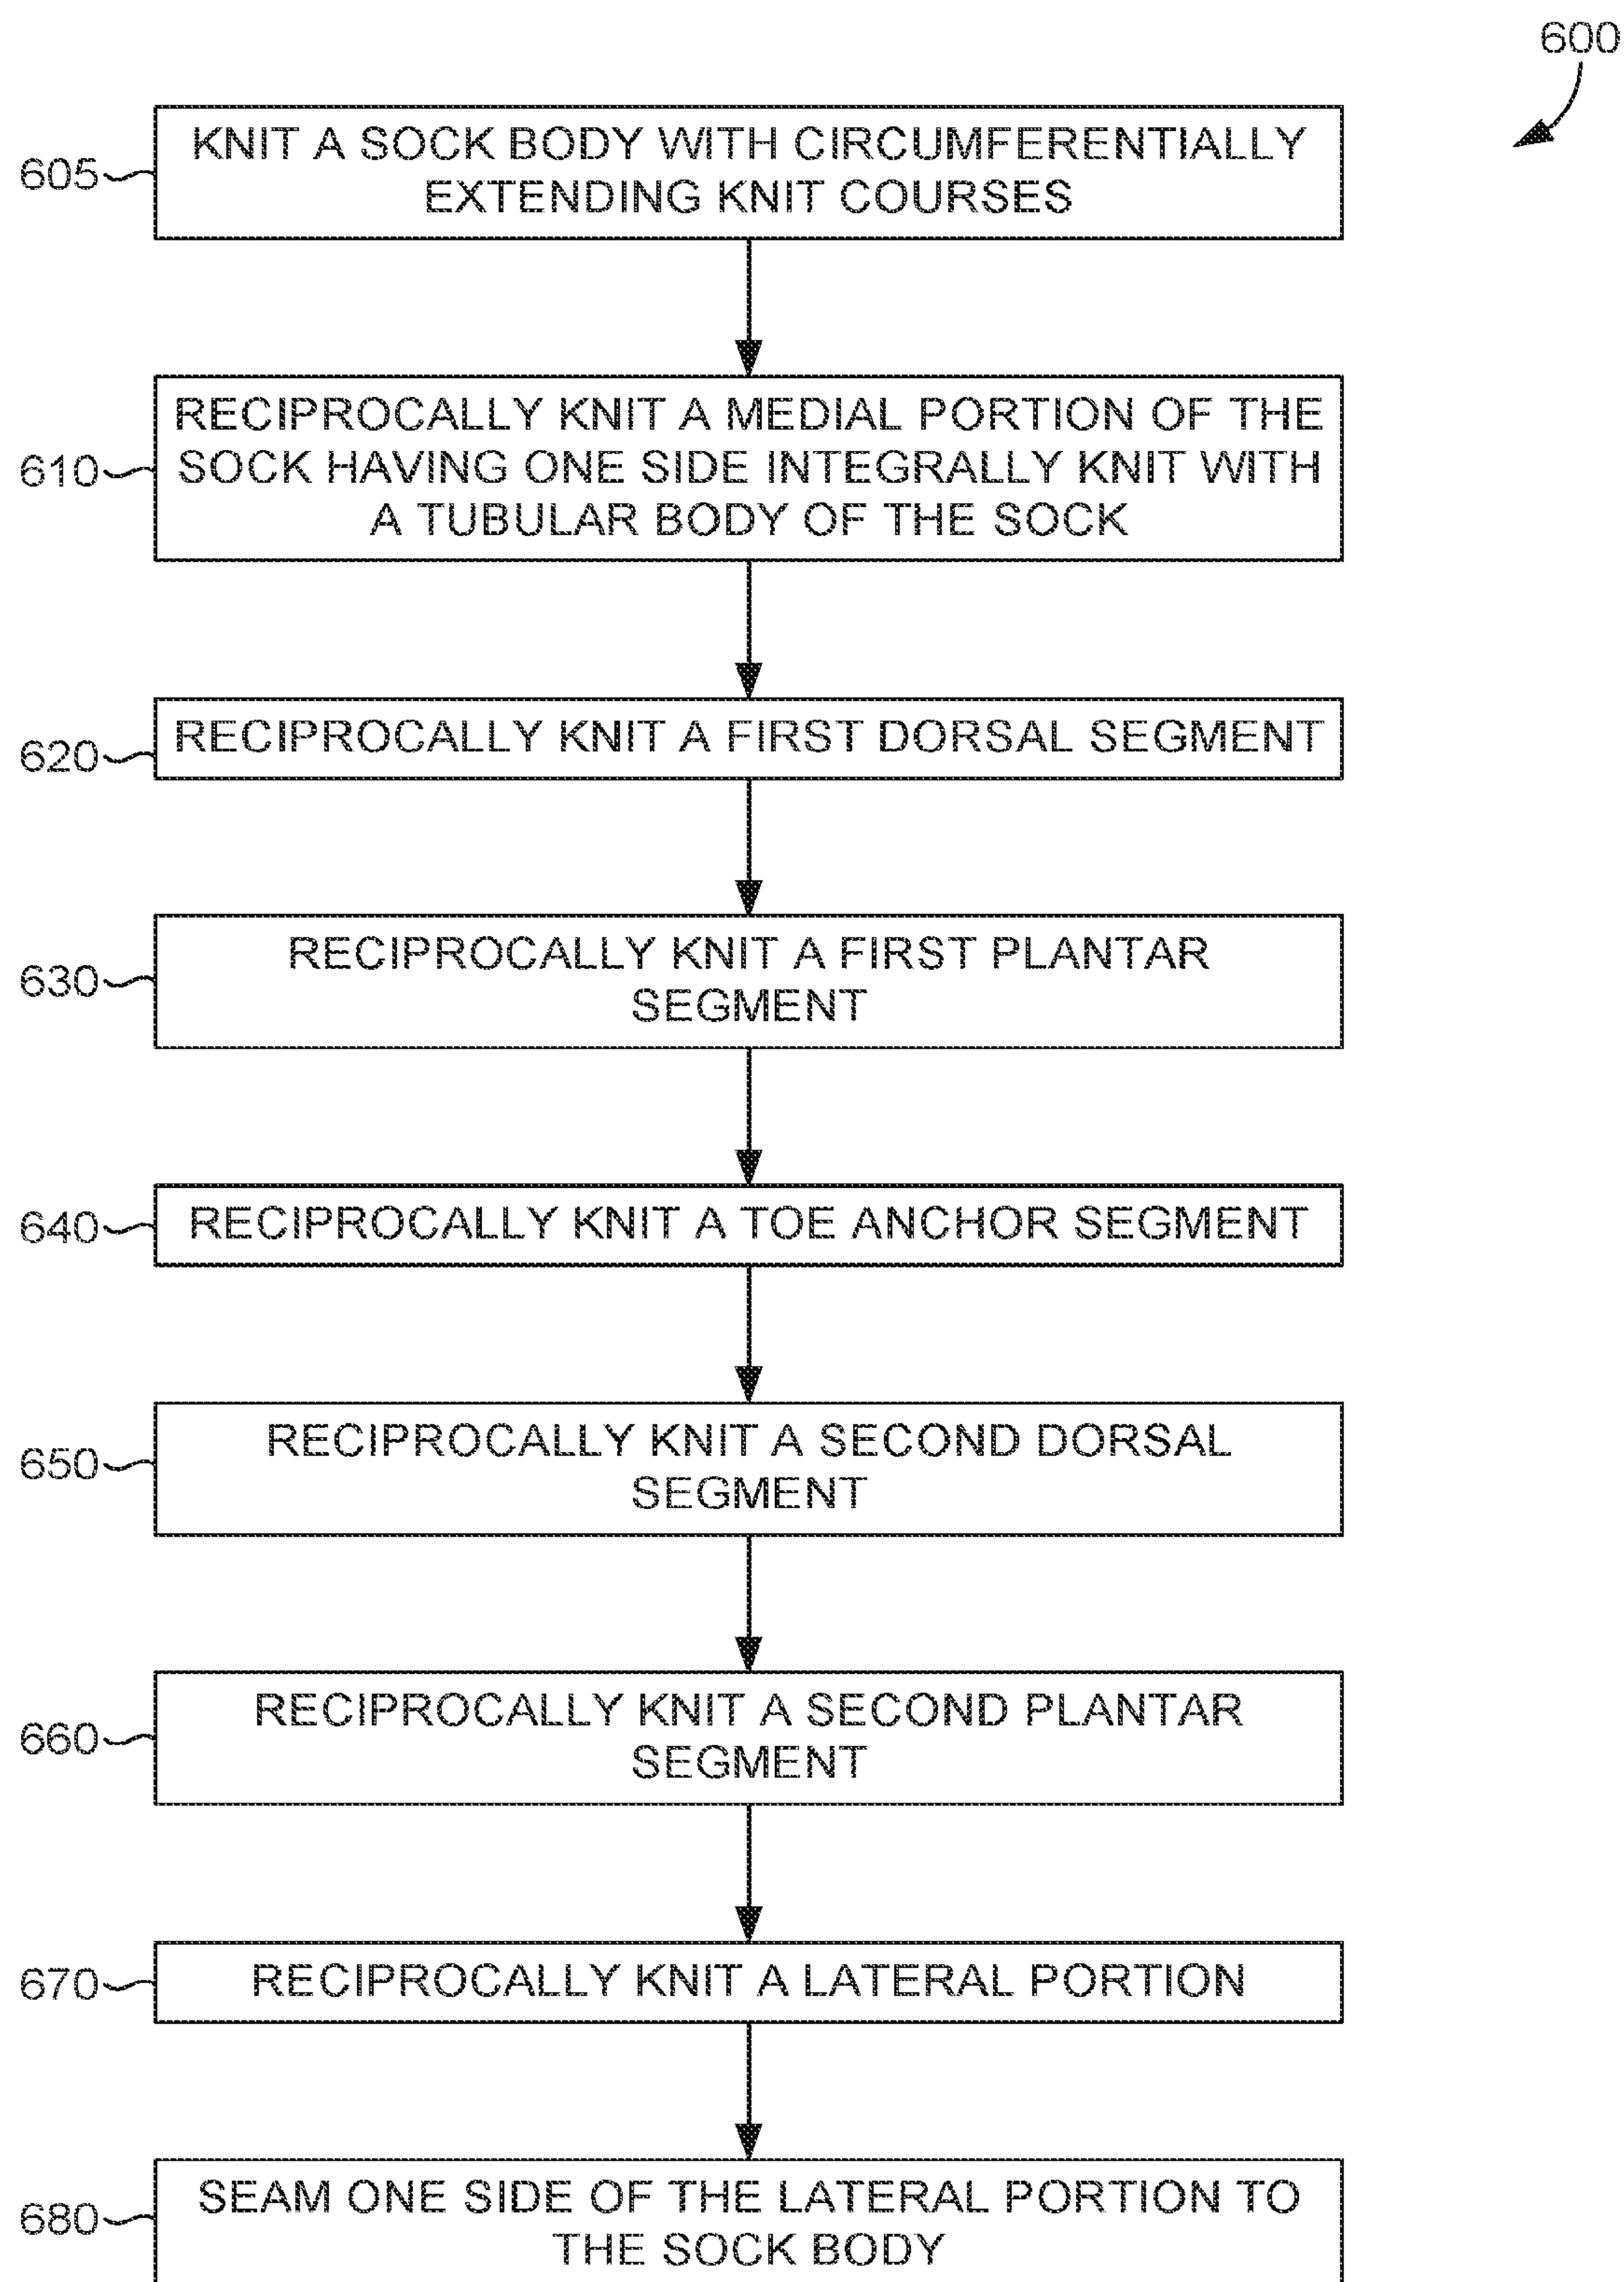 600
605
KNIT A SOCK BODY WITH CIRCUMFERENTIALLY
EXTENDING KNIT COURSES
610
RECIPROCALLY KNIT A MEDIAL PORTION OF THE
SOCK HAVING ONE SIDE INTEGRALLY KNIT WITH
A TUBULAR BODY OF THE SOCK
620
RECIPROCALLY KNIT A FIRST DORSAL SEGMENT
630
RECIPROCALLY KNIT A FIRST PLANTAR
SEGMENT
640
RECIPROCALLY KNIT A TOE ANCHOR SEGMENT
650
RECIPROCALLY KNIT A SECOND DORSAL
SEGMENT
660
RECIPROCALLY KNIT A SECOND PLANTAR
SEGMENT
670
RECIPROCALLY KNIT A LATERAL PORTION
680
SEAM ONE SIDE OF THE LATERAL PORTION TO
THE SOCK BODY